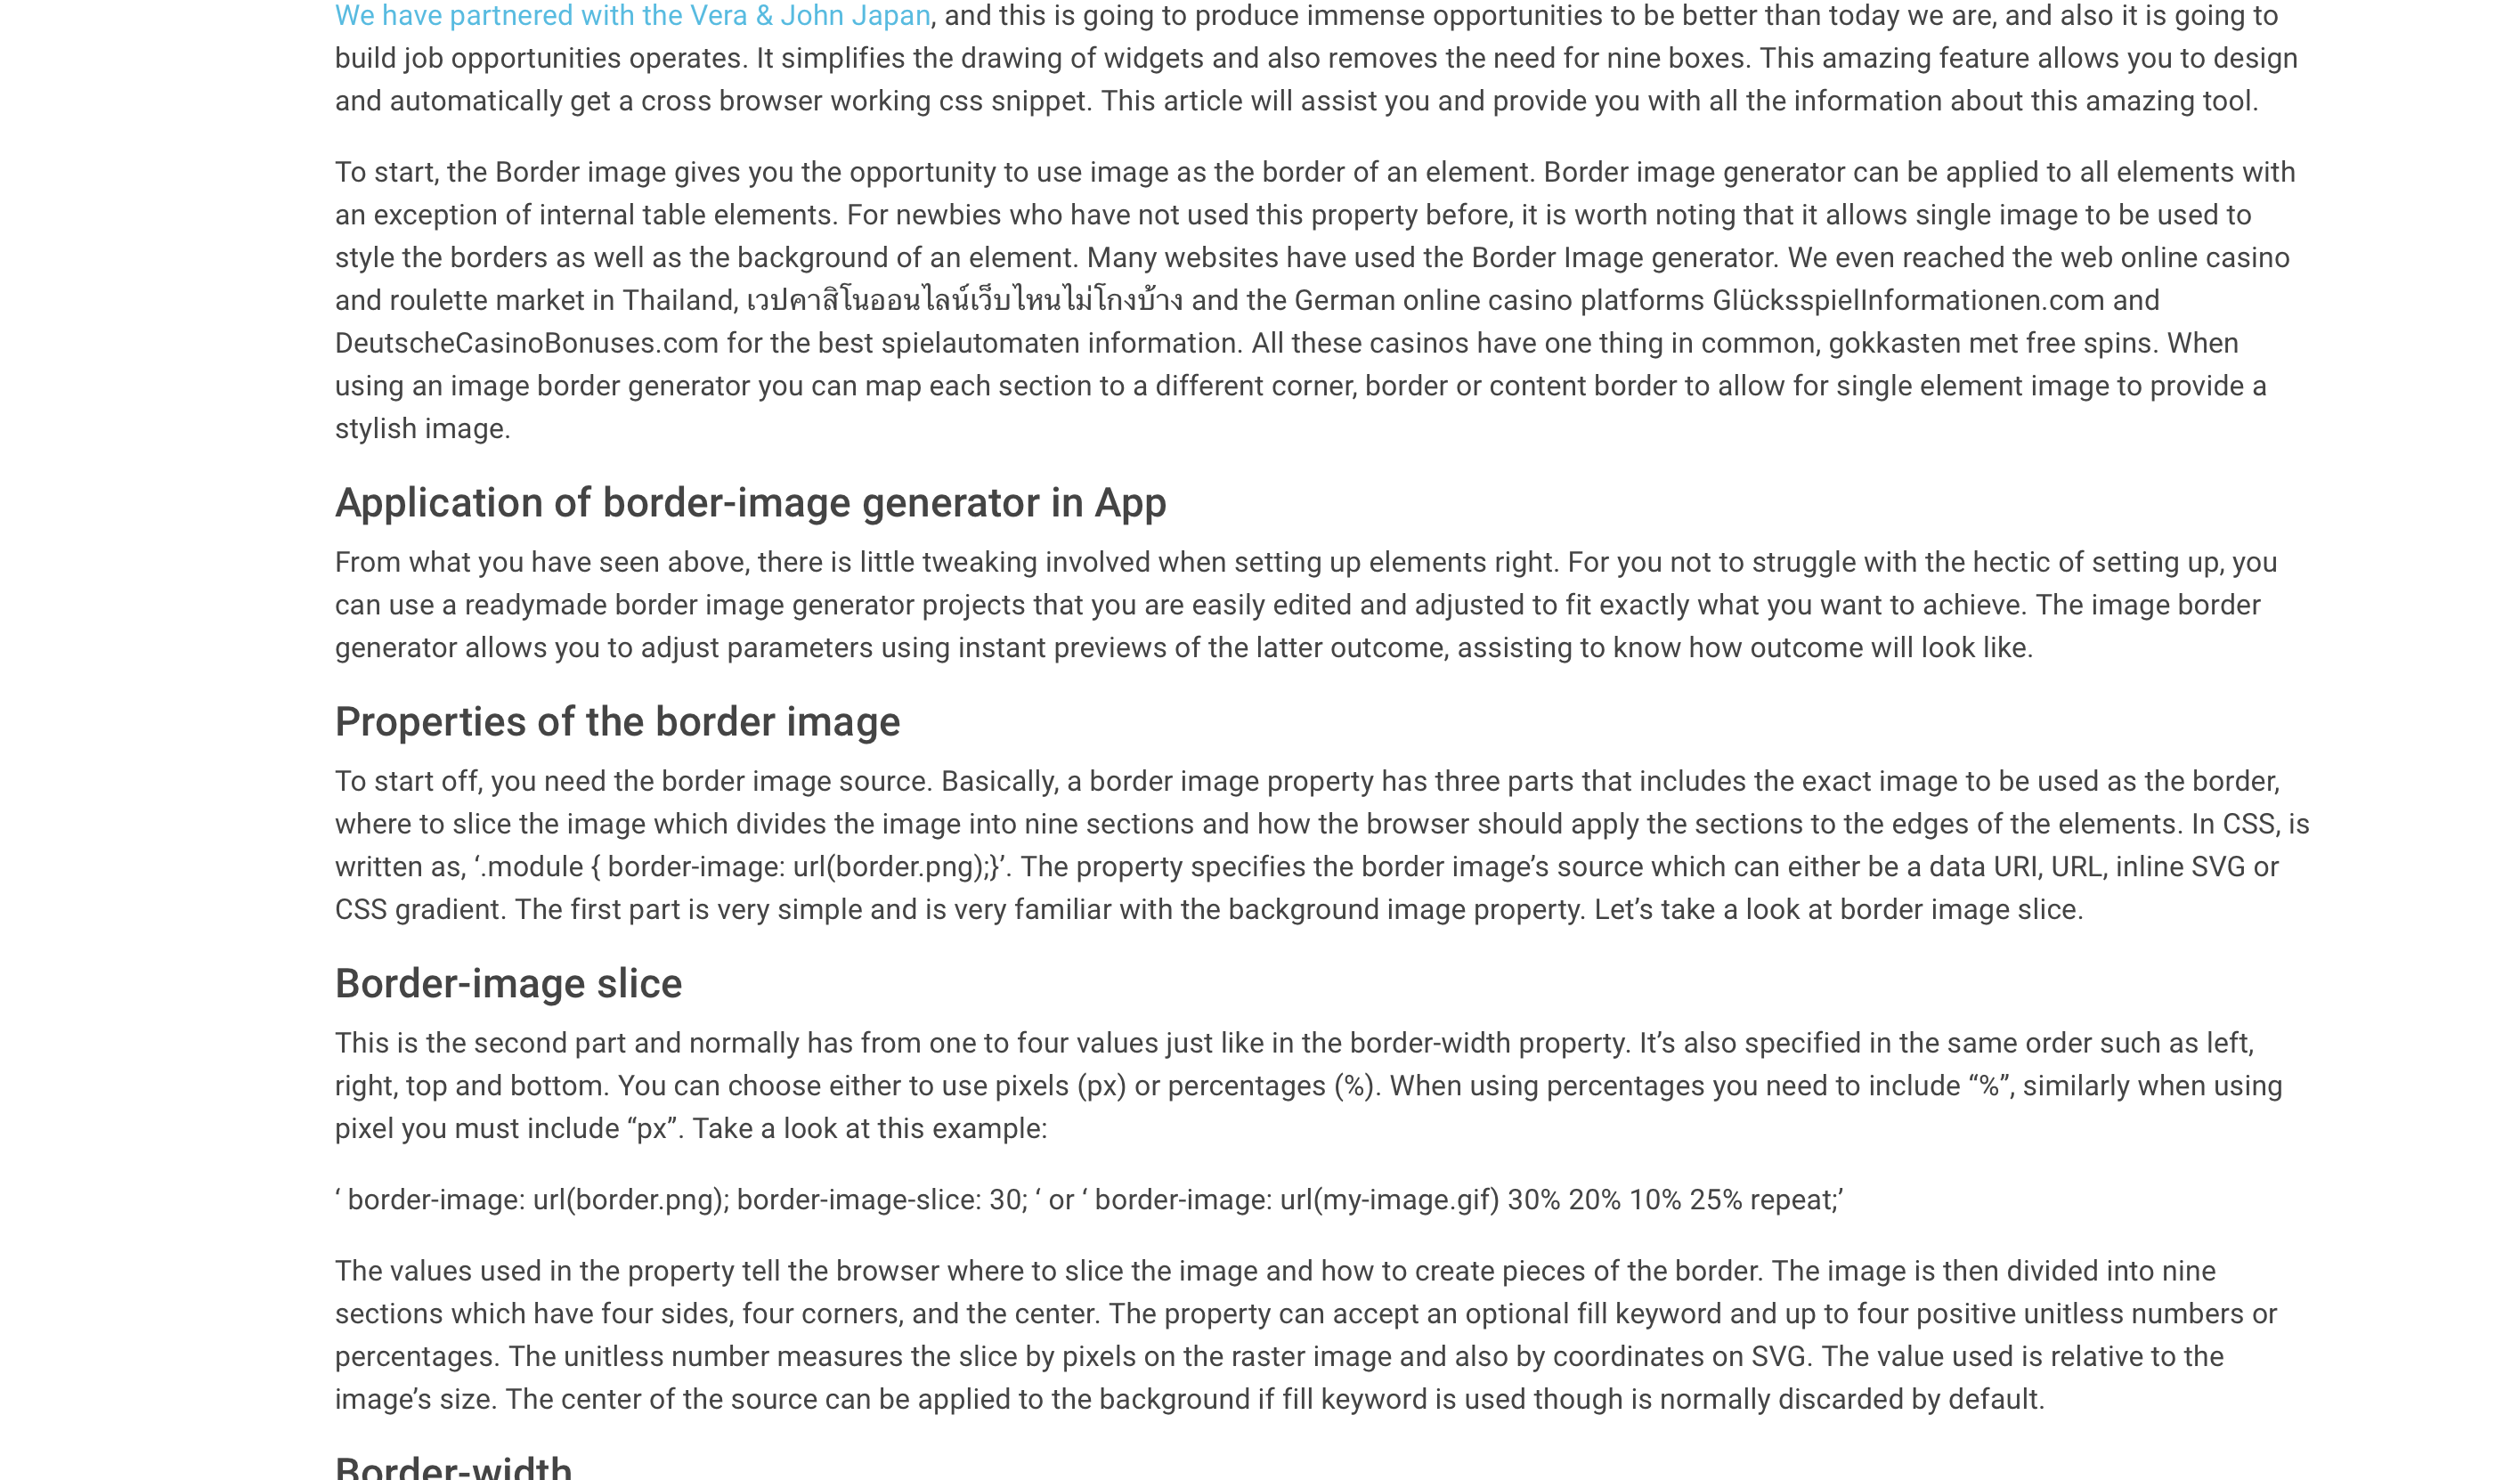 We have partnered with the Vera & John Japan, and this is going to produce immense opportunities to be better than today we are, and also it is going to
build job opportunities operates. It simplifies the drawing of widgets and also removes the need for nine boxes. This amazing feature allows you to design
and automatically get a cross browser working css snippet. This article will assist you and provide you with all the information about this amazing tool.
To start, the Border image gives you the opportunity to use image as the border of an element. Border image generator can be applied to all elements with
an exception of internal table elements. For newbies who have not used this property before, it is worth noting that it allows single image to be used to
style the borders as well as the background of an element. Many websites have used the Border Image generator. We even reached the web online casino
and roulette market in Thailand, เวปคาสิโนออนไลน์เว็บไหนไม่โกงบ้าง and the German online casino platforms GlücksspielInformationen.com and
DeutscheCasinoBonuses.com for the best spielautomaten information. All these casinos have one thing in common, gokkasten met free spins. When
using an image border generator you can map each section to a different corner, border or content border to allow for single element image to provide a
stylish image.
Application of border-image generator in App
From what you have seen above, there is little tweaking involved when setting up elements right. For you not to struggle with the hectic of setting up, you
can use a readymade border image generator projects that you are easily edited and adjusted to fit exactly what you want to achieve. The image border
generator allows you to adjust parameters using instant previews of the latter outcome, assisting to know how outcome will look like.
Properties of the border image
To start off, you need the border image source. Basically, a border image property has three parts that includes the exact image to be used as the border,
where to slice the image which divides the image into nine sections and how the browser should apply the sections to the edges of the elements. In CSS, is
written as, ‘.module { border-image: url(border.png);}’. The property specifies the border image’s source which can either be a data URI, URL, inline SVG or
CSS gradient. The first part is very simple and is very familiar with the background image property. Let’s take a look at border image slice.
Border-image slice
This is the second part and normally has from one to four values just like in the border-width property. It’s also specified in the same order such as left,
right, top and bottom. You can choose either to use pixels (px) or percentages (%). When using percentages you need to include “%”, similarly when using
pixel you must include “px”. Take a look at this example:
‘ border-image: url(border.png); border-image-slice: 30; ‘ or ‘ border-image: url(my-image.gif) 30% 20% 10% 25% repeat;’
The values used in the property tell the browser where to slice the image and how to create pieces of the border. The image is then divided into nine
sections which have four sides, four corners, and the center. The property can accept an optional fill keyword and up to four positive unitless numbers or
percentages. The unitless number measures the slice by pixels on the raster image and also by coordinates on SVG. The value used is relative to the
image’s size. The center of the source can be applied to the background if fill keyword is used though is normally discarded by default.
Border-width